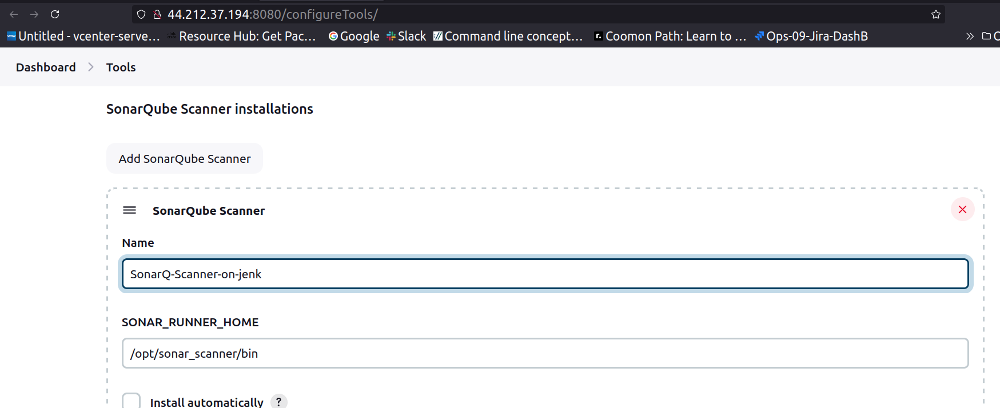 44.212.37.194:8080/configureTools/
Untitled - vcenter-serve... Resource Hub: Get Pac... Google Slack Command line concept... Coomon Path: Learn to ... Ops-09-Jira-DashB
Dashboard > Tools
SonarQube Scanner installations
Add SonarQube Scanner
SonarQube Scanner
Name
SonarQ-Scanner-on-jenk
SONAR_RUNNER_HOME
/opt/sonar_scanner/bin
Install automatically ?